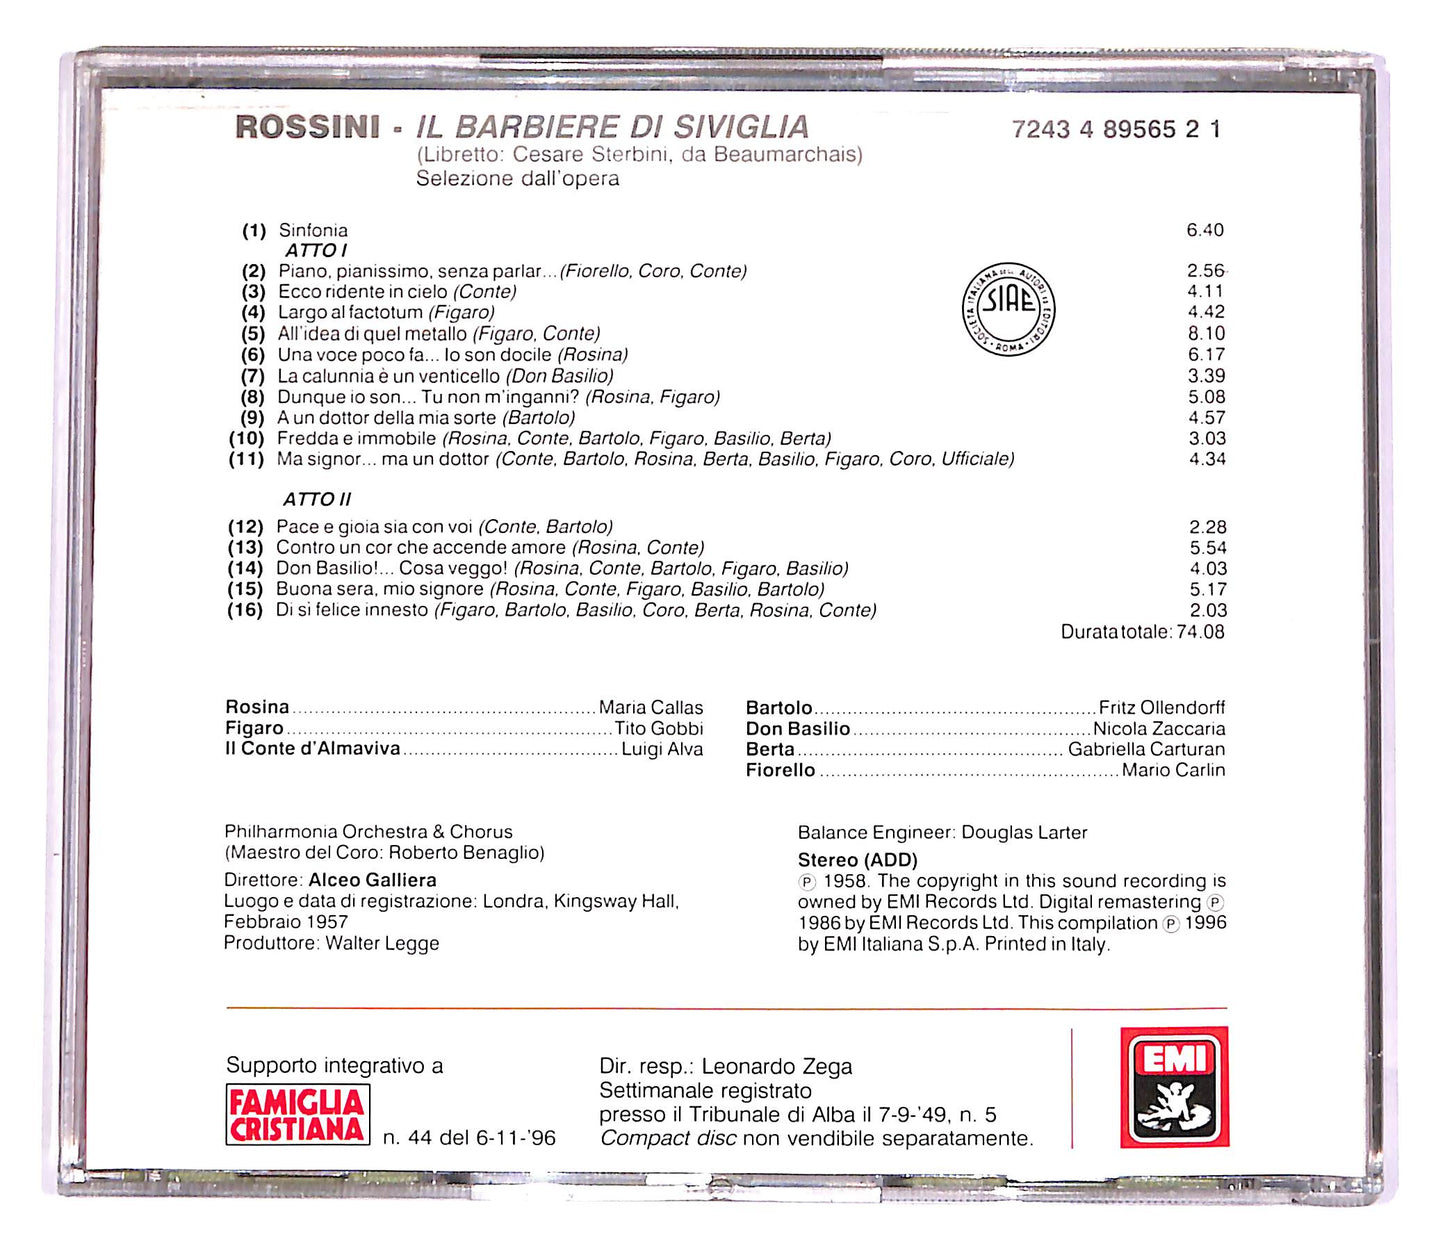 ROSSINI - IL BARBIERE DI SIVIGLIA 7243 4 89565 2 1
(Libretto: Cesare Sterbini, da Beaumarchais)
Selezione dall'opera
(1) Sinfonia 6.40
ATTO I
(2) Piano, pianissimo, senza parlar... (Fiorello, Coro, Conte) 2.56
(3) Ecco ridente in cielo (Conte) 4.11
(4) Largo al factotum (Figaro) 4.42
(5) All'idea di quel metallo (Figaro, Conte) 8.10
(6) Una voce poco fa... Io son docile (Rosina) 6.17
(7) La calunnia è un venticello (Don Basilio) 3.39
(8) Dunque io son... Tu non m'inganni? (Rosina, Figaro) 5.08
(9) A un dottor della mia sorte (Bartolo) 4.57
(10) Fredda e immobile (Rosina, Conte, Bartolo, Figaro, Basilio, Berta) 3.03
(11) Ma signor... ma un dottor (Conte, Bartolo, Rosina, Berta, Basilio, Figaro, Coro, Ufficiale) 4.34
SOCIETÀ ITALIANA DEGLI AUTORI ED EDITORI · ROMA ·
SIAE
ATTO II
(12) Pace e gioia sia con voi (Conte, Bartolo) 2.28
(13) Contro un cor che accende amore (Rosina, Conte) 5.54
(14) Don Basilio!... Cosa veggo! (Rosina, Conte, Bartolo, Figaro, Basilio) 4.03
(15) Buona sera, mio signore (Rosina, Conte, Figaro, Basilio, Bartolo) 5.17
(16) Di sì felice innesto (Figaro, Bartolo, Basilio, Coro, Berta, Rosina, Conte) 2.03
Durata totale: 74.08
Rosina Maria Callas
Figaro Tito Gobbi
Il Conte d'Almaviva Luigi Alva
Bartolo Fritz Ollendorff
Don Basilio Nicola Zaccaria
Berta Gabriella Carturan
Fiorello Mario Carlin
Philharmonia Orchestra & Chorus
(Maestro del Coro: Roberto Benaglio)
Direttore: Alceo Galliera
Luogo e data di registrazione: Londra, Kingsway Hall,
Febbraio 1957
Produttore: Walter Legge
Balance Engineer: Douglas Larter
Stereo (ADD)
℗ 1958. The copyright in this sound recording is
owned by EMI Records Ltd. Digital remastering ℗
1986 by EMI Records Ltd. This compilation ℗ 1996
by EMI Italiana S.p.A. Printed in Italy.
Supporto integrativo a
FAMIGLIA
CRISTIANA n. 44 del 6-11-'96
Dir. resp.: Leonardo Zega
Settimanale registrato
presso il Tribunale di Alba il 7-9-'49, n. 5
Compact disc non vendibile separatamente.
EMI